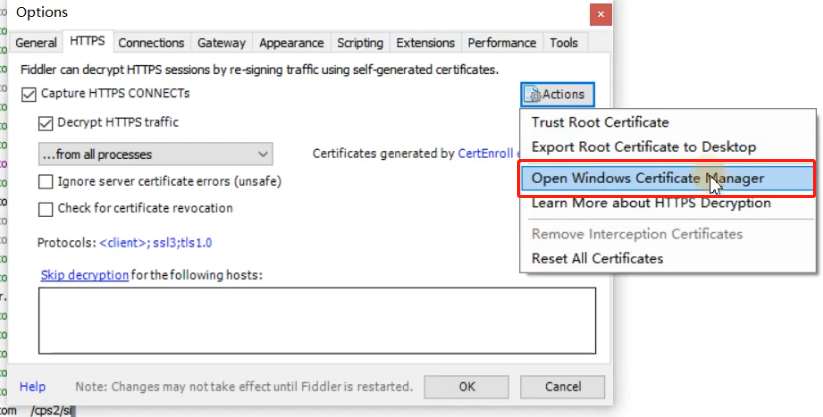 Options
General HTTPS Connections Gateway Appearance Scripting Extensions Performance Tools
Fiddler can decrypt HTTPS sessions by re-signing traffic using self-generated certificates.
Capture HTTPS CONNECTs
Actions
Decrypt HTTPS traffic
...from all processes
Certificates generated by CertEnroll
Ignore server certificate errors (unsafe)
Check for certificate revocation
Protocols: <client>; ssl3;tls1.0
Skip decryption for the following hosts:
Trust Root Certificate
Export Root Certificate to Desktop
Open Windows Certificate Manager
Learn More about HTTPS Decryption
Remove Interception Certificates
Reset All Certificates
Help
Note: Changes may not take effect until Fiddler is restarted.
OK
Cancel
com /cps2/si